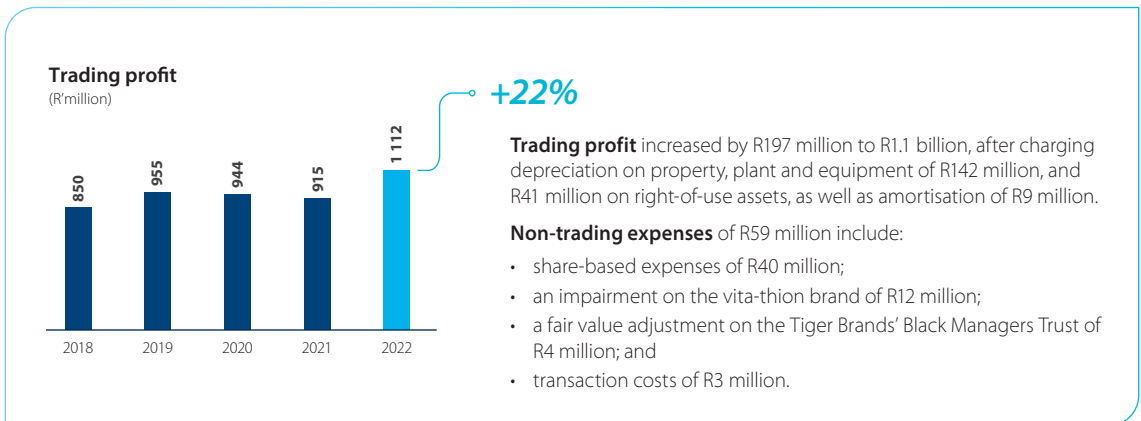 Trading profit
(R'million)
850
955
944
915
1 112
2018
2019
2020
2021
2022
+22%
Trading profit increased by R197 million to R1.1 billion, after charging
depreciation on property, plant and equipment of R142 million, and
R41 million on right-of-use assets, as well as amortisation of R9 million.
Non-trading expenses of R59 million include:
• share-based expenses of R40 million;
• an impairment on the vita-thion brand of R12 million;
• a fair value adjustment on the Tiger Brands’ Black Managers Trust of
R4 million; and
• transaction costs of R3 million.